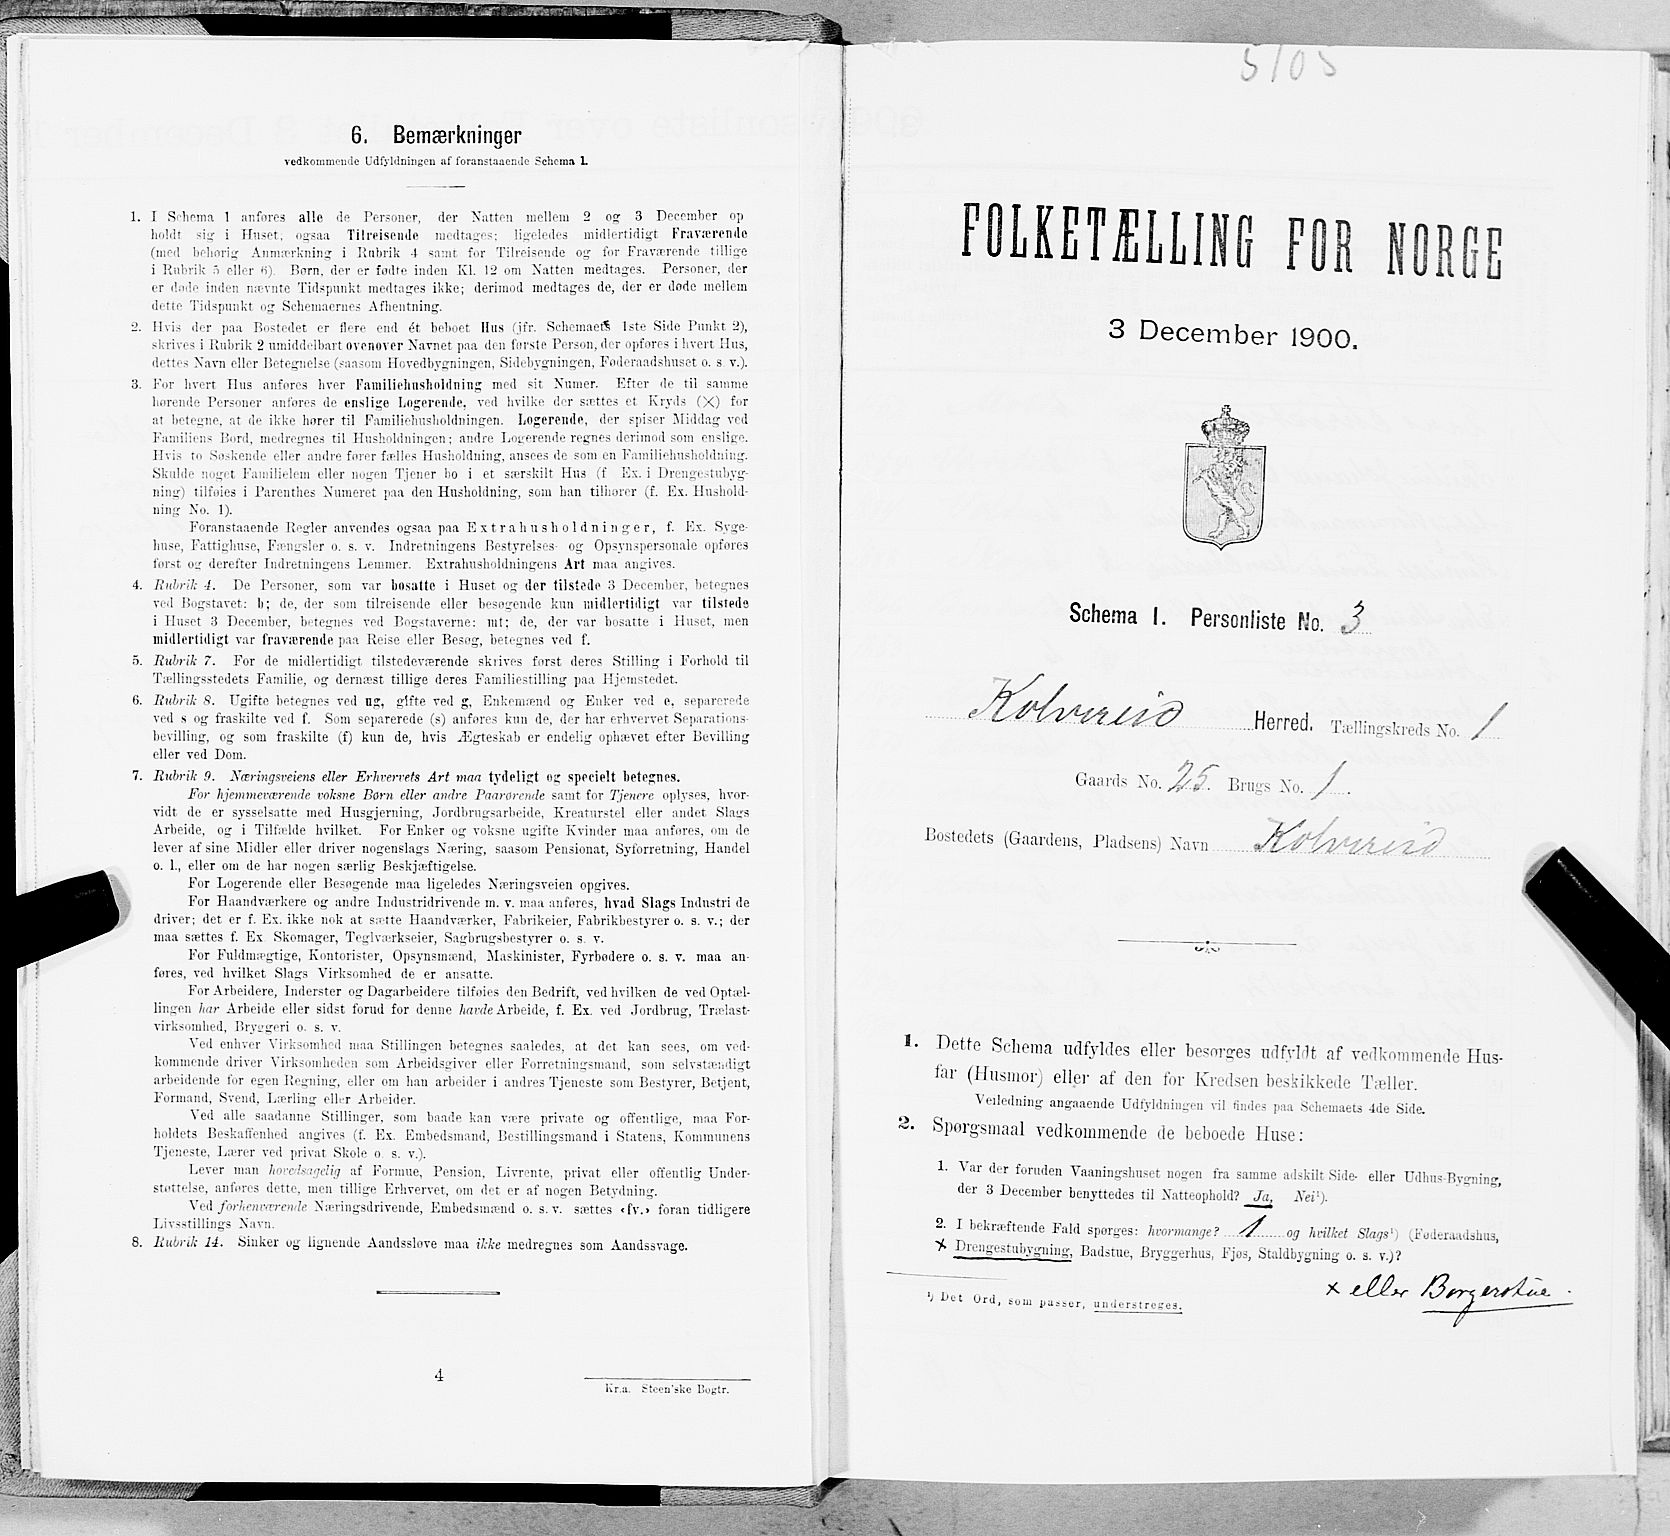 6. Bemærkninger
vedkommende Udfyldningen af foranstaaende Schema 1.
1. I Schema 1 anføres alle de Personer, der Natten mellem 2 og 3 December op
holdt sig i Huset; ogsaa Tilreisende medtages; ligeledes midlertidigt Fraværende
(med behørig Anmærkning i Rubrik 4 samt for Tilreisende og for Fraværende tillige
i Rubrik 5 eller 6). Børn, der er fødte inden Kl. 12 om Natten medtages. Personer, der
er døde inden nævnte Tidspunkt medtages ikke; derimod medtages de, der er døde mellem
dette Tidspunkt og Schemaernes Afhentning.
2. Hvis der paa Bostedet er flere end ét beboet Hus (jfr. Schemaets 1ste Side Punkt 2),
skrives i Rubrik 2 umiddelbart ovenover Navnet paa den første Person, der opføres i hvert Hus,
dettes Navn eller Betegnelse (saasom Hovedbygningen, Sidebygningen, Føderaadshuset o. s. v.).
3. For hvert Hus anføres hver Familiehusholdning med sit Numer. Efter de til samme
hørende Personer anføres de enslige Logerende, ved hvilke der sættes et Kryds (×) for
at betegne, at de ikke hører til Familiehusholdningen. Logerende, der spiser Middag ved
Familiens Bord, medregnes til Husholdningen; andre Logerende regnes derimod som enslige.
Hvis to Søskende eller andre fører fælles Husholdning, ansees de som en Familiehusholdning.
Skulde noget Familielem eller nogen Tjener bo i et særskilt Hus (f Ex. i Drengestubyg-
ning) tilføies i Parenthes Numeret paa den Husholdning, som han tilhører (f. Ex. Hushold-
ning No. 1).
Foranstaaende Regler anvendes ogsaa paa Extrahusholdninger, f. Ex. Syge-
huse, Fattighuse, Fængsler o. s. v. Indretningens Bestyrelses- og Opsynspersonale opføres
først og derefter Indretningens Lemmer. Extrahusholdningens Art maa angives.
4. Rubrik 4. De Personer, som var bosatte i Huset og der tilstede 3 December, betegnes
ved Bogstavet: b; de, der som tilreisende eller besøgende kun midlertidigt var tilstede
i Huset 3 December, betegnes ved Bogstaverne: mt; de, der var bosatte i Huset, men
midlertidigt var fraværende paa Reise eller Besøg, betegnes ved f.
5. Rubrik 7. For de midlertidigt tilstedeværende skrives først deres Stilling i Forhold til
Tællingsstedets Familie, og dernæst tillige deres Familiestilling paa Hjemstedet.
6. Rubrik 8. Ugifte betegnes ved ug, gifte ved g, Enkemænd og Enker ved e, separerede
ved s og fraskilte ved f. Som separerede (s) anføres kun de, der har erhvervet Separations-
bevilling, og som fraskilte (f) kun de, hvis Ægteskab er endelig ophævet efter Bevilling
eller ved Dom.
7. Rubrik 9. Næringsveiens eller Erhvervets Art maa tydeligt og specielt betegnes.
For hjemmeværende voksne Børn eller andre Paarørende samt for Tjenere oplyses, hvor-
vidt de er sysselsatte med Husgjerning, Jordbrugsarbeide, Kreaturstel eller andet Slags
Arbeide, og i Tilfælde hvilket. For Enker og voksne ugifte Kvinder maa anføres, om de
lever af sine Midler eller driver nogenslags Næring, saasom Pensionat, Syforretning, Handel
o. l., eller om de har nogen særlig Beskjæftigelse.
For Logerende eller Besøgende maa ligeledes Næringsveien opgives.
For Haandværkere og andre Industridrivende m. v. maa anføres, hvad Slags Industri de
driver; det er f. Ex. ikke nok at sætte Haandværker, Fabrikeier, Fabrikbestyrer o. s. v.; der
maa sættes f. Ex Skomager, Teglværkseier, Sagbrugsbestyrer o. s. v.
For Fuldmægtige, Kontorister, Opsynsmænd, Maskinister, Fyrbødere o. s. v. maa an-
føres, ved hvilket Slags Virksomhed de er ansatte.
For Arbeidere, Inderster og Dagarbeidere tilføies den Bedrift, ved hvilken de ved Optæl-
lingen har Arbeide eller sidst forud for denne havde Arbeide, f. Ex. ved Jordbrug, Trælast-
virksomhed, Bryggeri o. s. v.
Ved enhver Virksomhed maa Stillingen betegnes saaledes, at det kan sees, om ved-
kommende driver Virksomheden som Arbeidsgiver eller Forretningsmand, som selvstændigt
arbeidende for egen Regning, eller om han arbeider i andres Tjeneste som Bestyrer, Betjent,
Formand, Svend, Lærling eller Arbeider.
Ved alle saadanne Stillinger, som baade kan være private og offentlige, maa For-
holdets Beskaffenhed angives (f. Ex. Embedsmand, Bestillingsmand i Statens, Kommunens
Tjeneste, Lærer ved privat Skole o. s. v.).
Lever man hovedsagelig af Formue, Pension, Livrente, privat eller offentlig Under-
støttelse, anføres dette, men tillige Erhvervet, om det er af nogen Betydning.
Ved forhenværende Næringsdrivende, Embedsmænd o. s. v. sættes «fv.» foran tidligere
Livsstillings Navn.
8. Rubrik 14. Sinker og lignende Aandssløve maa ikke medregnes som Aandssvage.
4
Kr.a. Steen'ske Bogtr.
5105
FOLKETÆLLING FOR NORGE
3 December 1900.
Schema 1. Personliste No. 3
Kolvereid Herred. Tællingskreds No. 1
Gaards No. 25. Brugs No. 1.
Bostedets (Gaardens, Pladsens) Navn Kolvereid
1. Dette Schema udfyldes eller besørges udfyldt af vedkommende Hus-
far (Husmor) eller af den for Kredsen beskikkede Tæller.
Veiledning angaaende Udfyldningen vil findes paa Schemaets 4de Side.
2. Spørgsmaal vedkommende de beboede Huse:
1. Var der foruden Vaaningshuset nogen fra samme adskilt Side- eller Udhus-Bygning,
der 3 December benyttedes til Natteophold? Ja, Nei¹).
2. I bekræftende Fald spørges: hvormange? 1 og hvilket Slags¹) (Føderaadshus,
× Drengestubygning, Badstue, Bryggerhus, Fjøs, Staldbygning o. s. v.)?
× eller Borgerstue.
¹) Det Ord, som passer, understreges.